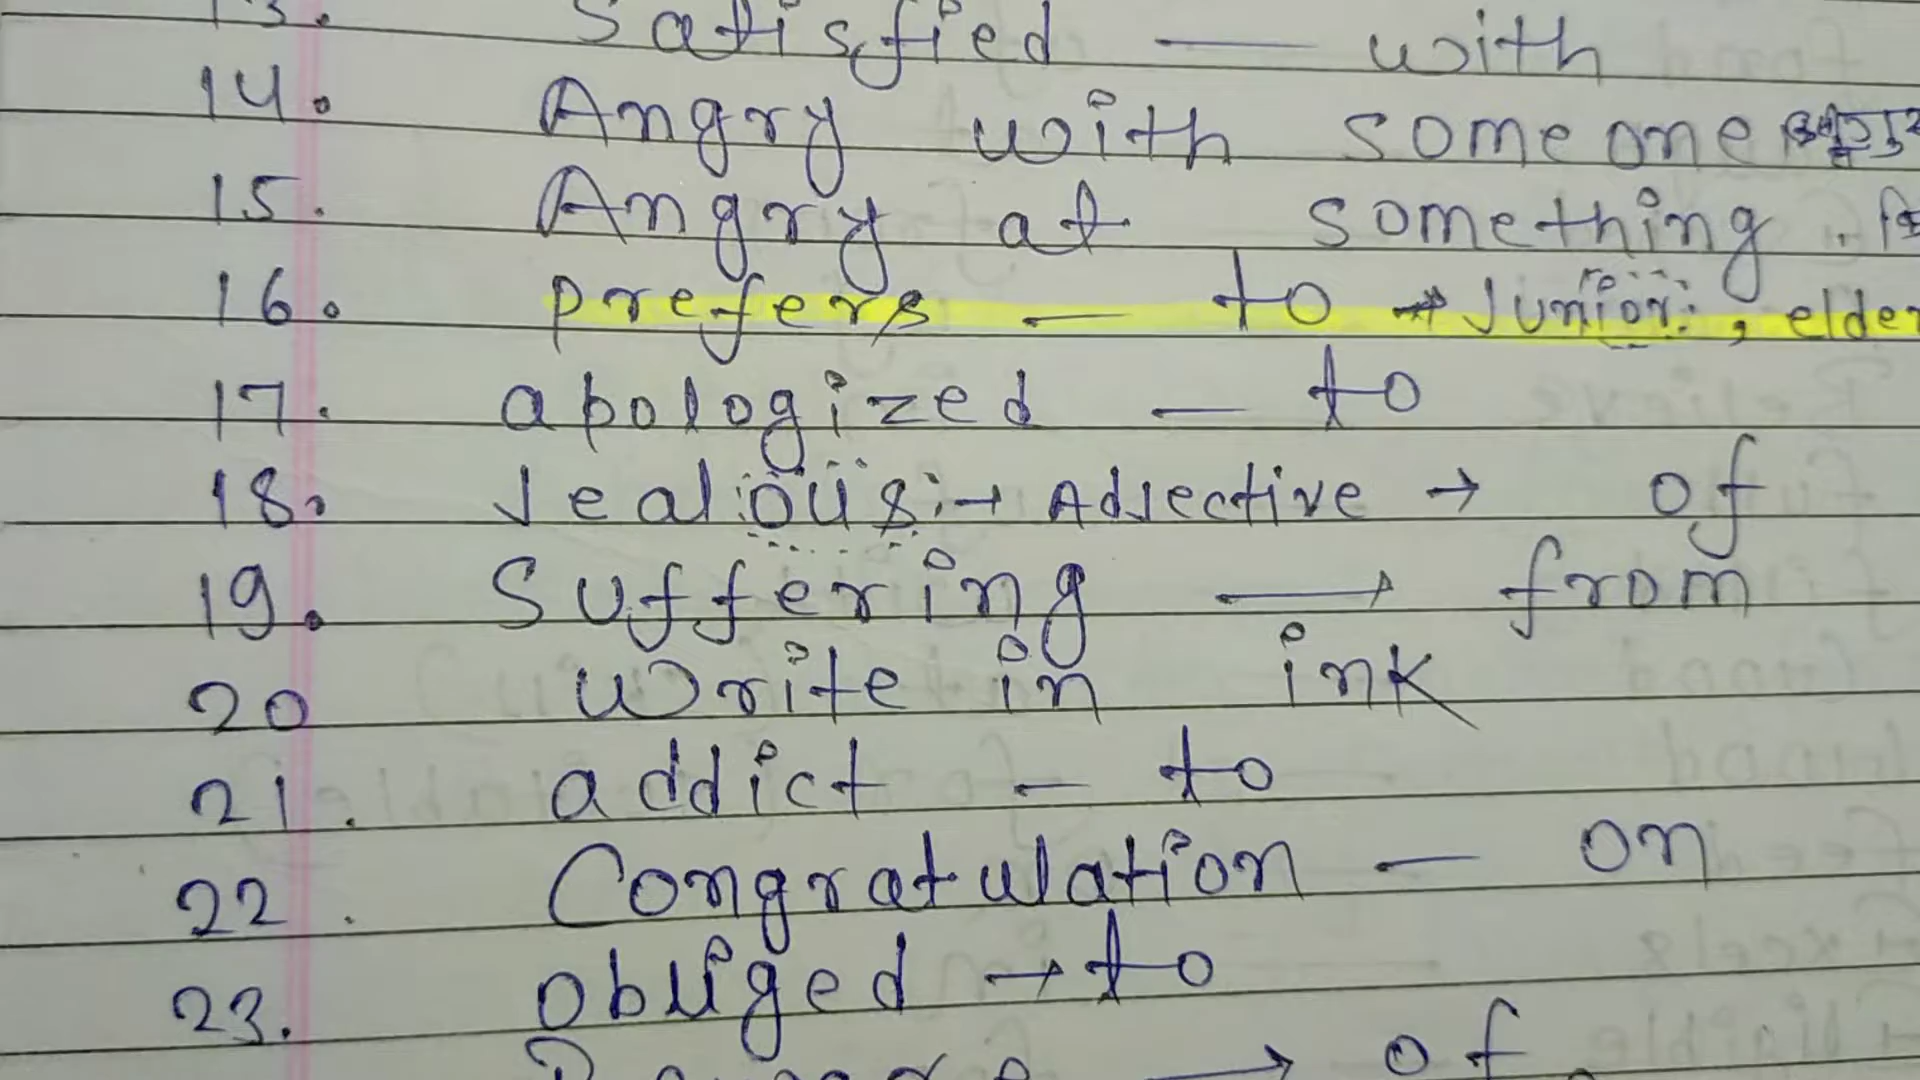 13. Satisfied — with
14. Angry with someone
15. Angry at something.
16. prefers — to → Junior, elder
17. apologized — to
18. Jealous → Adjective → of
19. Suffering → from
20 Write in ink
21. addict — to
22. Congratulation — on
23. obliged → to
→ of